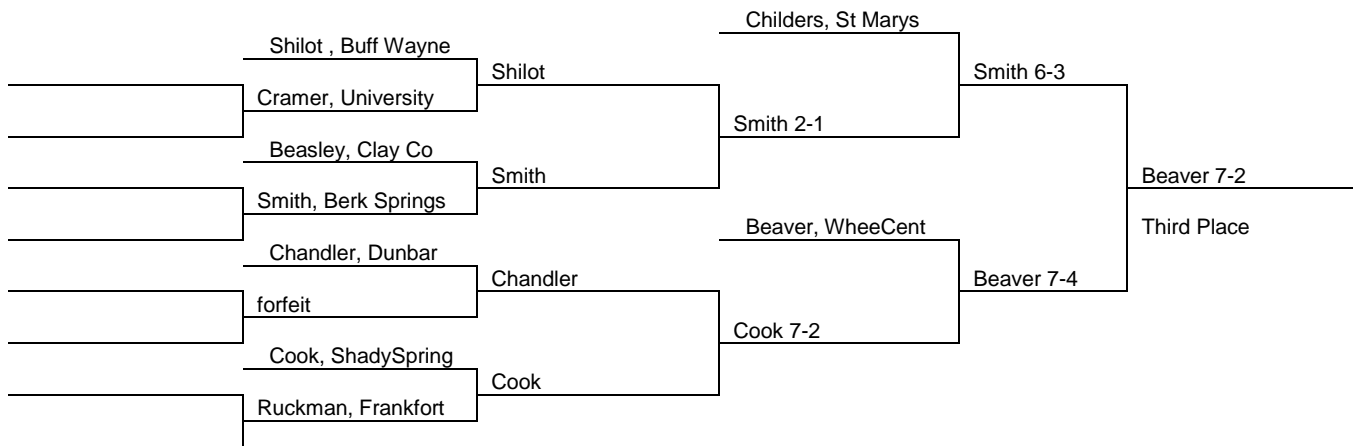 Childers, St Marys
Shilot , Buff Wayne
Shilot
Smith 6-3
Cramer, University
Smith 2-1
Beasley, Clay Co
Smith
Beaver 7-2
Smith, Berk Springs
Beaver, WheeCent
Third Place
Chandler, Dunbar
Chandler
Beaver 7-4
forfeit
Cook 7-2
Cook, ShadySpring
Cook
Ruckman, Frankfort